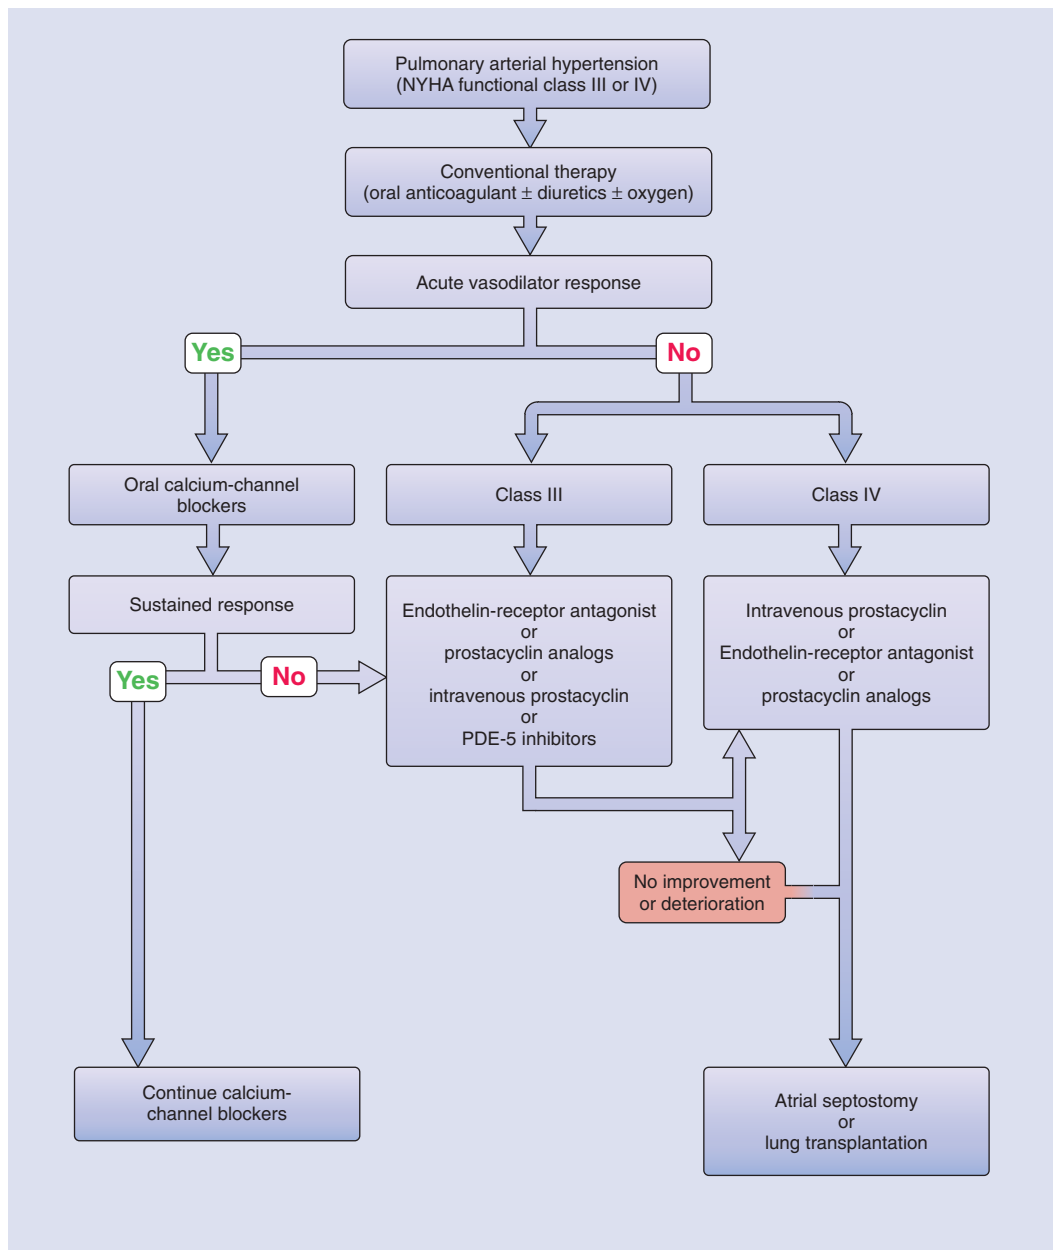 Pulmonary arterial hypertension
(NYHA functional class III or IV)
Conventional therapy
(oral anticoagulant ± diuretics ± oxygen)
Acute vasodilator response
Yes
No
Oral calcium-channel
blockers
Class III
Class IV
Sustained response
Yes
No
Endothelin-receptor antagonist
or
prostacyclin analogs
or
intravenous prostacyclin
or
PDE-5 inhibitors
Intravenous prostacyclin
or
Endothelin-receptor antagonist
or
prostacyclin analogs
No improvement
or deterioration
Continue calcium-
channel blockers
Atrial septostomy
or
lung transplantation